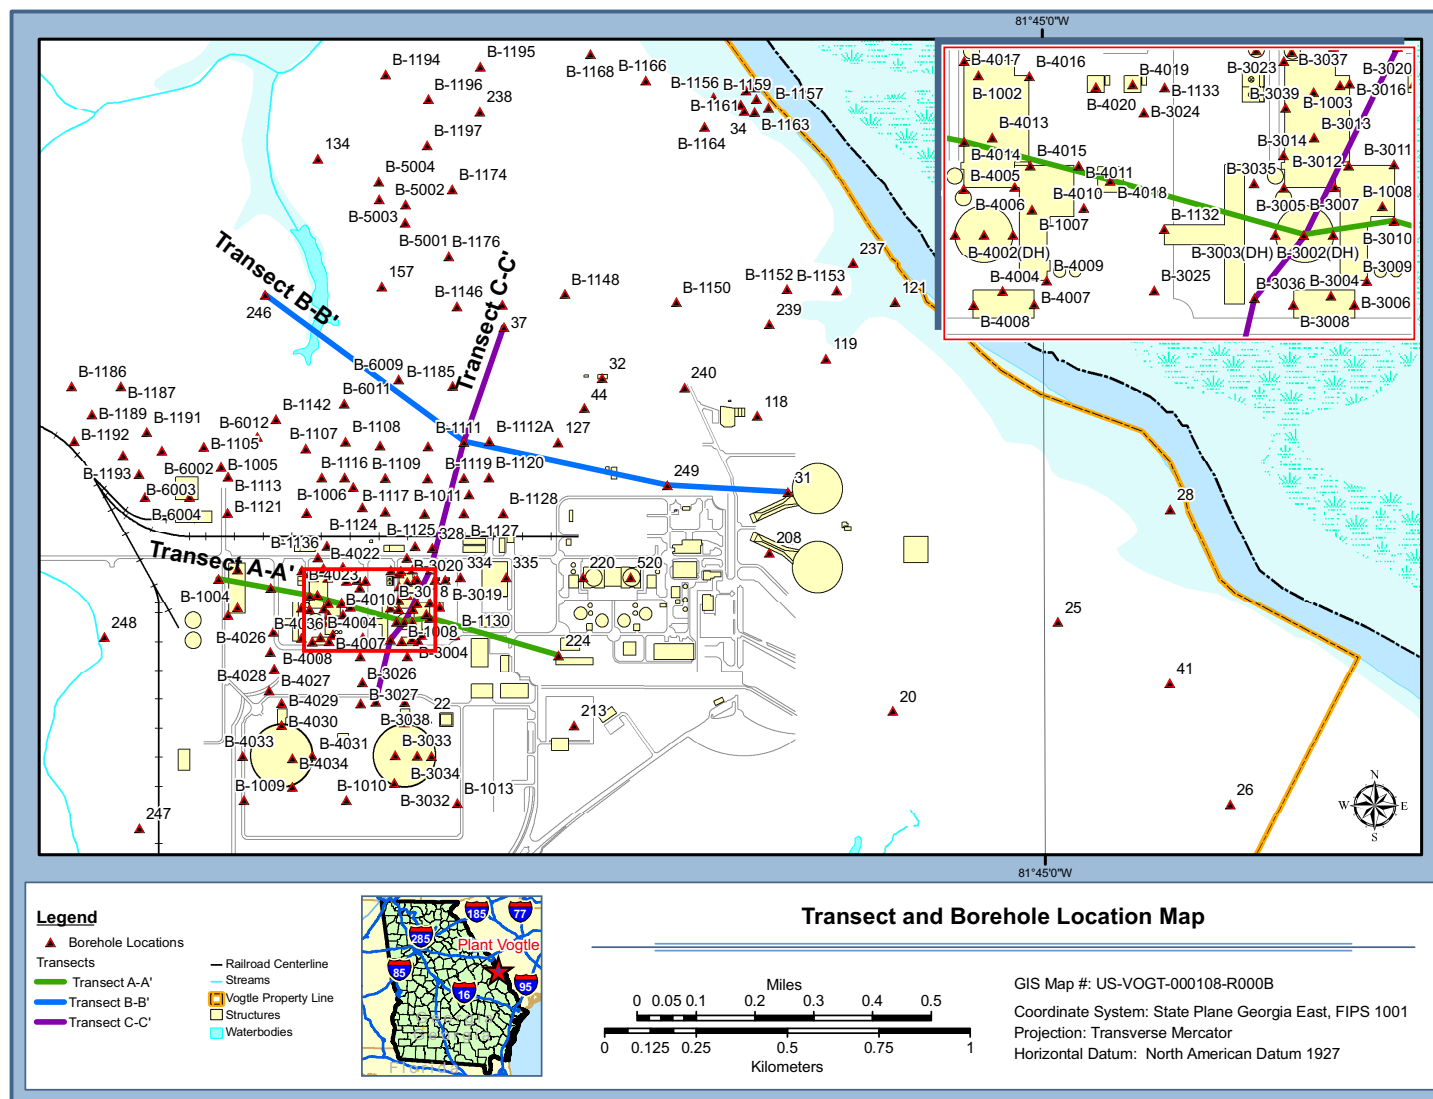 81°45'0"W
B-1194
B-1195
B-1168
B-1166
B-1196
238
B-1156
B-1159
B-1157
B-1161
34
B-1163
B-1164
B-1197
134
B-5004
B-5002
B-1174
B-5003
B-5001
B-1176
157
B-1146
B-1148
B-1150
B-1152
B-1153
237
121
239
119
Transect B-B'
246
Transect C-C'
37
B-4017
B-4016
B-1002
B-4019
B-4020
B-1133
B-3024
B-3023
B-3037
B-3020
B-3039
B-1003
B-3016
B-4013
B-3013
B-4014
B-4015
B-3014
B-3012
B-3011
B-4005
B-4011
B-4018
B-3035
B-4006
B-4010
B-1132
B-3005
B-3007
B-1008
B-1007
B-4002(DH)
B-3003(DH)
B-3002(DH)
B-3010
B-4004
B-4009
B-3025
B-3036
B-3004
B-3009
B-4007
B-3006
B-4008
B-3008
B-6009
B-1185
B-6011
32
44
240
118
B-1186
B-1187
B-1189
B-1191
B-6012
B-1142
B-1192
B-1105
B-1107
B-1108
B-1111
B-1112A
127
B-1193
B-6002
B-1005
B-1116
B-1109
B-1119
B-1120
249
31
B-6003
B-1113
B-1006
B-1117
B-1011
B-1128
28
B-6004
B-1121
B-1124
B-1125
328
B-1127
208
Transect A-A'
B-1136
B-4022
B-3020
334
335
220
520
B-4023
B-4010
B-3018
B-3019
B-1004
B-1130
25
248
B-4026
B-4036
B-4004
B-1008
B-4007
B-3004
224
B-4008
B-4028
B-4027
B-3026
41
B-4029
B-3027
22
213
20
B-4030
B-3038
B-4033
B-4031
B-3033
B-4034
B-3034
B-1009
B-1010
B-3032
B-1013
26
247
N
W
E
S
81°45'0"W
Legend
Borehole Locations
Transects
Transect A-A'
Transect B-B'
Transect C-C'
Railroad Centerline
Streams
Vogtle Property Line
Structures
Waterbodies
185
77
285
Plant Vogtle
85
16
95
Transect and Borehole Location Map
Miles
0 0.05 0.1 0.2 0.3 0.4 0.5
0 0.125 0.25 0.5 0.75 1
Kilometers
GIS Map #: US-VOGT-000108-R000B
Coordinate System: State Plane Georgia East, FIPS 1001
Projection: Transverse Mercator
Horizontal Datum: North American Datum 1927